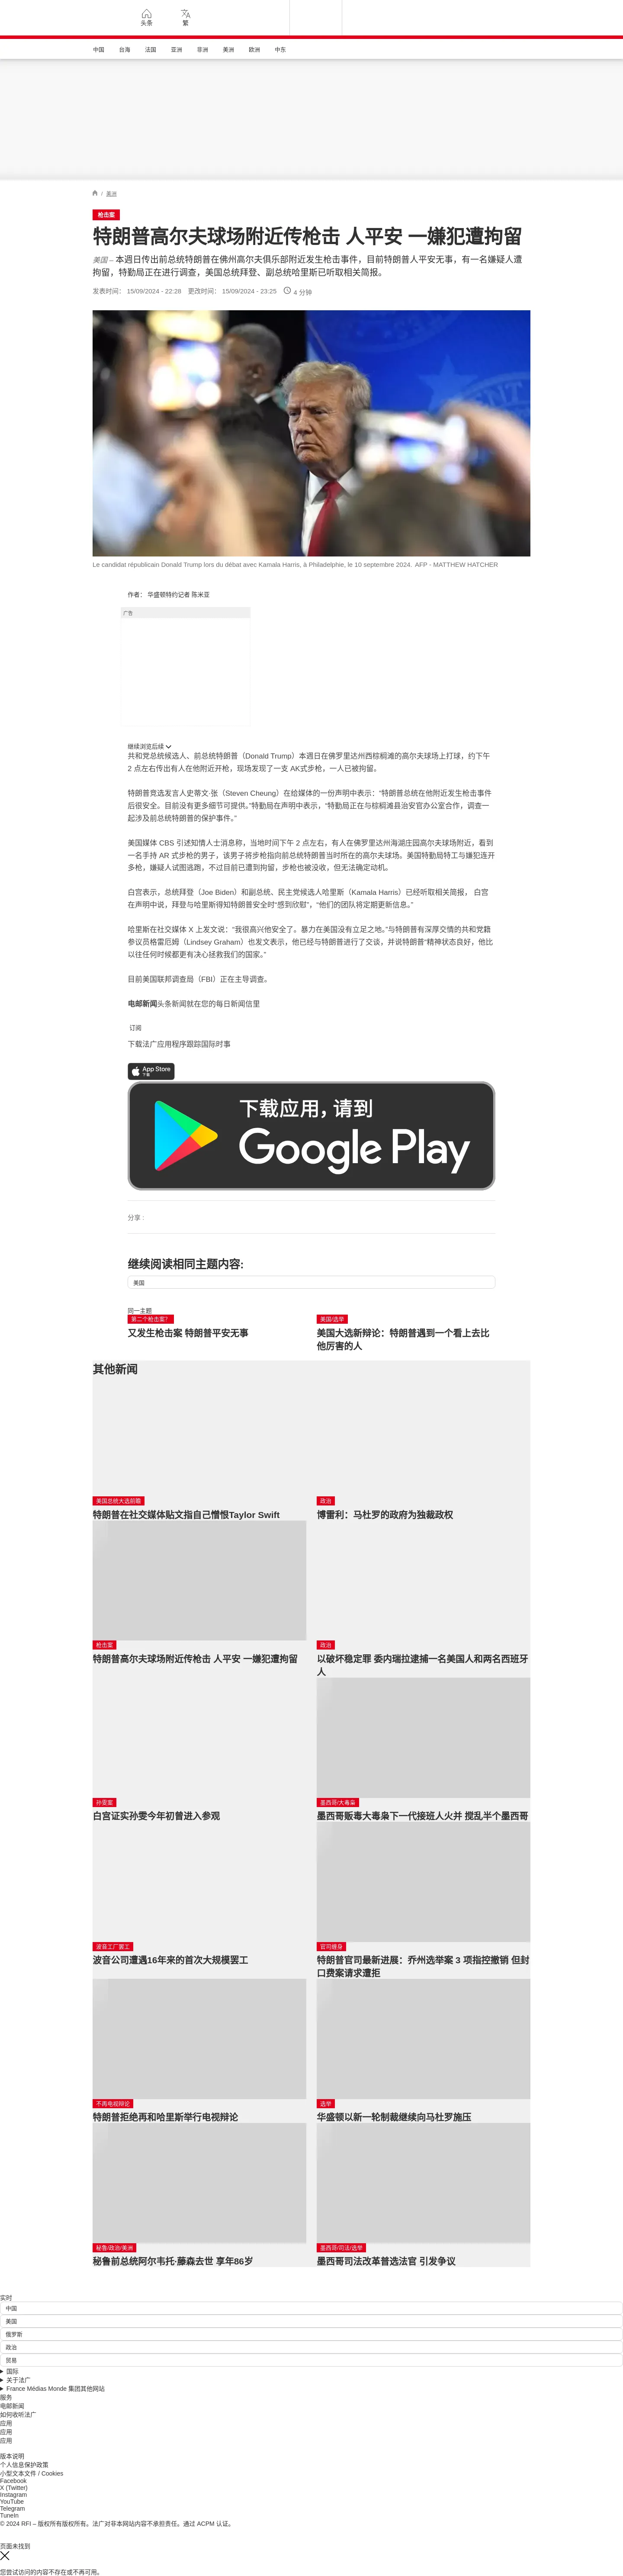 头条
繁
中国 台海 法国 亚洲 非洲 美洲 欧洲 中东
/ 美洲
枪击案
特朗普高尔夫球场附近传枪击 人平安 一嫌犯遭拘留
美国 – 本週日传出前总统特朗普在佛州高尔夫俱乐部附近发生枪击事件，目前特朗普人平安无事，有一名嫌疑人遭
拘留，特勤局正在进行调查，美国总统拜登、副总统哈里斯已听取相关简报。
发表时间： 15/09/2024 - 22:28 更改时间： 15/09/2024 - 23:25 4 分钟
Le candidat républicain Donald Trump lors du débat avec Kamala Harris, à Philadelphie, le 10 septembre 2024. AFP - MATTHEW HATCHER
作者： 华盛顿特约记者 陈米亚
广告
继续浏览后续
共和党总统候选人、前总统特朗普（Donald Trump）本週日在佛罗里达州西棕榈滩的高尔夫球场上打球，约下午
2 点左右传出有人在他附近开枪，现场发现了一支 AK式步枪，一人已被拘留。
特朗普竞选发言人史蒂文·张（Steven Cheung）在给媒体的一份声明中表示：“特朗普总统在他附近发生枪击事件
后很安全。目前没有更多细节可提供。”特勤局在声明中表示，“特勤局正在与棕榈滩县治安官办公室合作，调查一
起涉及前总统特朗普的保护事件。”
美国媒体 CBS 引述知情人士消息称，当地时间下午 2 点左右，有人在佛罗里达州海湖庄园高尔夫球场附近，看到
一名手持 AR 式步枪的男子，该男子将步枪指向前总统特朗普当时所在的高尔夫球场。美国特勤局特工与嫌犯连开
多枪，嫌疑人试图逃跑，不过目前已遭到拘留，步枪也被没收，但无法确定动机。
白宫表示，总统拜登（Joe Biden）和副总统、民主党候选人哈里斯（Kamala Harris）已经听取相关简报， 白宫
在声明中说，拜登与哈里斯得知特朗普安全时“感到欣慰”，“他们的团队将定期更新信息。”
哈里斯在社交媒体 X 上发文说：“我很高兴他安全了。暴力在美国没有立足之地。”与特朗普有深厚交情的共和党籍
参议员格雷厄姆（Lindsey Graham）也发文表示，他已经与特朗普进行了交谈，并说特朗普“精神状态良好，他比
以往任何时候都更有决心拯救我们的国家。”
目前美国联邦调查局（FBI）正在主导调查。
电邮新闻头条新闻就在您的每日新闻信里
订阅
下载法广应用程序跟踪国际时事
App Store
下载
下载应用，请到
Google Play
分享 :
继续阅读相同主题内容:
美国
同一主题
第二个枪击案？
又发生枪击案 特朗普平安无事
美国/选举
美国大选新辩论：特朗普遇到一个看上去比
他厉害的人
其他新闻
美国总统大选前瞻
特朗普在社交媒体贴文指自己憎恨Taylor Swift
政治
博雷利：马杜罗的政府为独裁政权
枪击案
特朗普高尔夫球场附近传枪击 人平安 一嫌犯遭拘留
政治
以破坏稳定罪 委内瑞拉逮捕一名美国人和两名西班牙
人
孙雯案
白宫证实孙雯今年初曾进入参观
墨西哥/大毒枭
墨西哥贩毒大毒枭下一代接班人火并 搅乱半个墨西哥
波音工厂罢工
波音公司遭遇16年来的首次大规模罢工
官司缠身
特朗普官司最新进展：乔州选举案 3 项指控撤销 但封
口费案请求遭拒
不再电视辩论
特朗普拒绝再和哈里斯举行电视辩论
选举
华盛顿以新一轮制裁继续向马杜罗施压
秘鲁/政治/美洲
秘鲁前总统阿尔韦托·藤森去世 享年86岁
墨西哥/司法/选举
墨西哥司法改革普选法官 引发争议
实时
中国
美国
俄罗斯
政治
贸易
国际
关于法广
France Médias Monde 集团其他网站
服务
电邮新闻
如何收听法广
应用
应用
应用
版本说明
个人信息保护政策
小型文本文件 / Cookies
Facebook
X (Twitter)
Instagram
YouTube
Telegram
TuneIn
© 2024 RFI – 版权所有版权所有。法广对非本网站内容不承担责任。通过 ACPM 认证。
页面未找到
您尝试访问的内容不存在或不再可用。